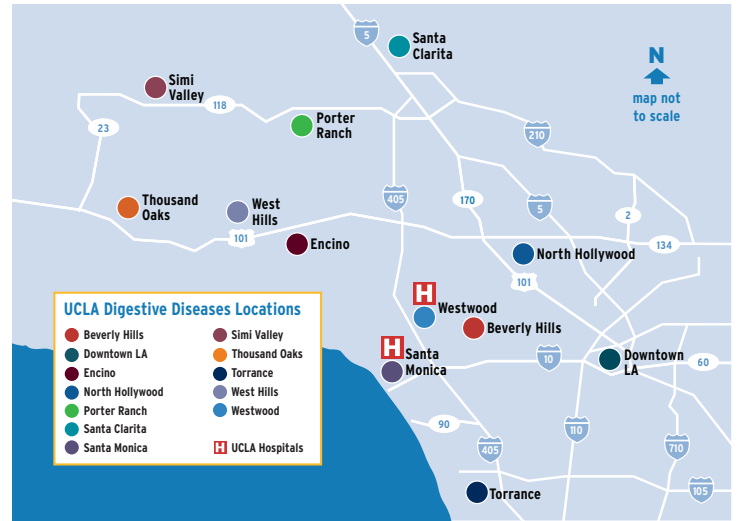 5
Santa
Clarita
N
map not
to scale
Simi
Valley
118
23
Porter
Ranch
210
Thousand
Oaks
West
Hills
405
170
5
2
101
Encino
134
North Hollywood
101
H
Westwood
Beverly Hills
H
Santa
Monica
10
Downtown
LA
60
UCLA Digestive Diseases Locations
Beverly Hills
Downtown LA
Encino
North Hollywood
Porter Ranch
Santa Clarita
Santa Monica
Simi Valley
Thousand Oaks
Torrance
West Hills
Westwood
H UCLA Hospitals
90
405
110
710
105
Torrance